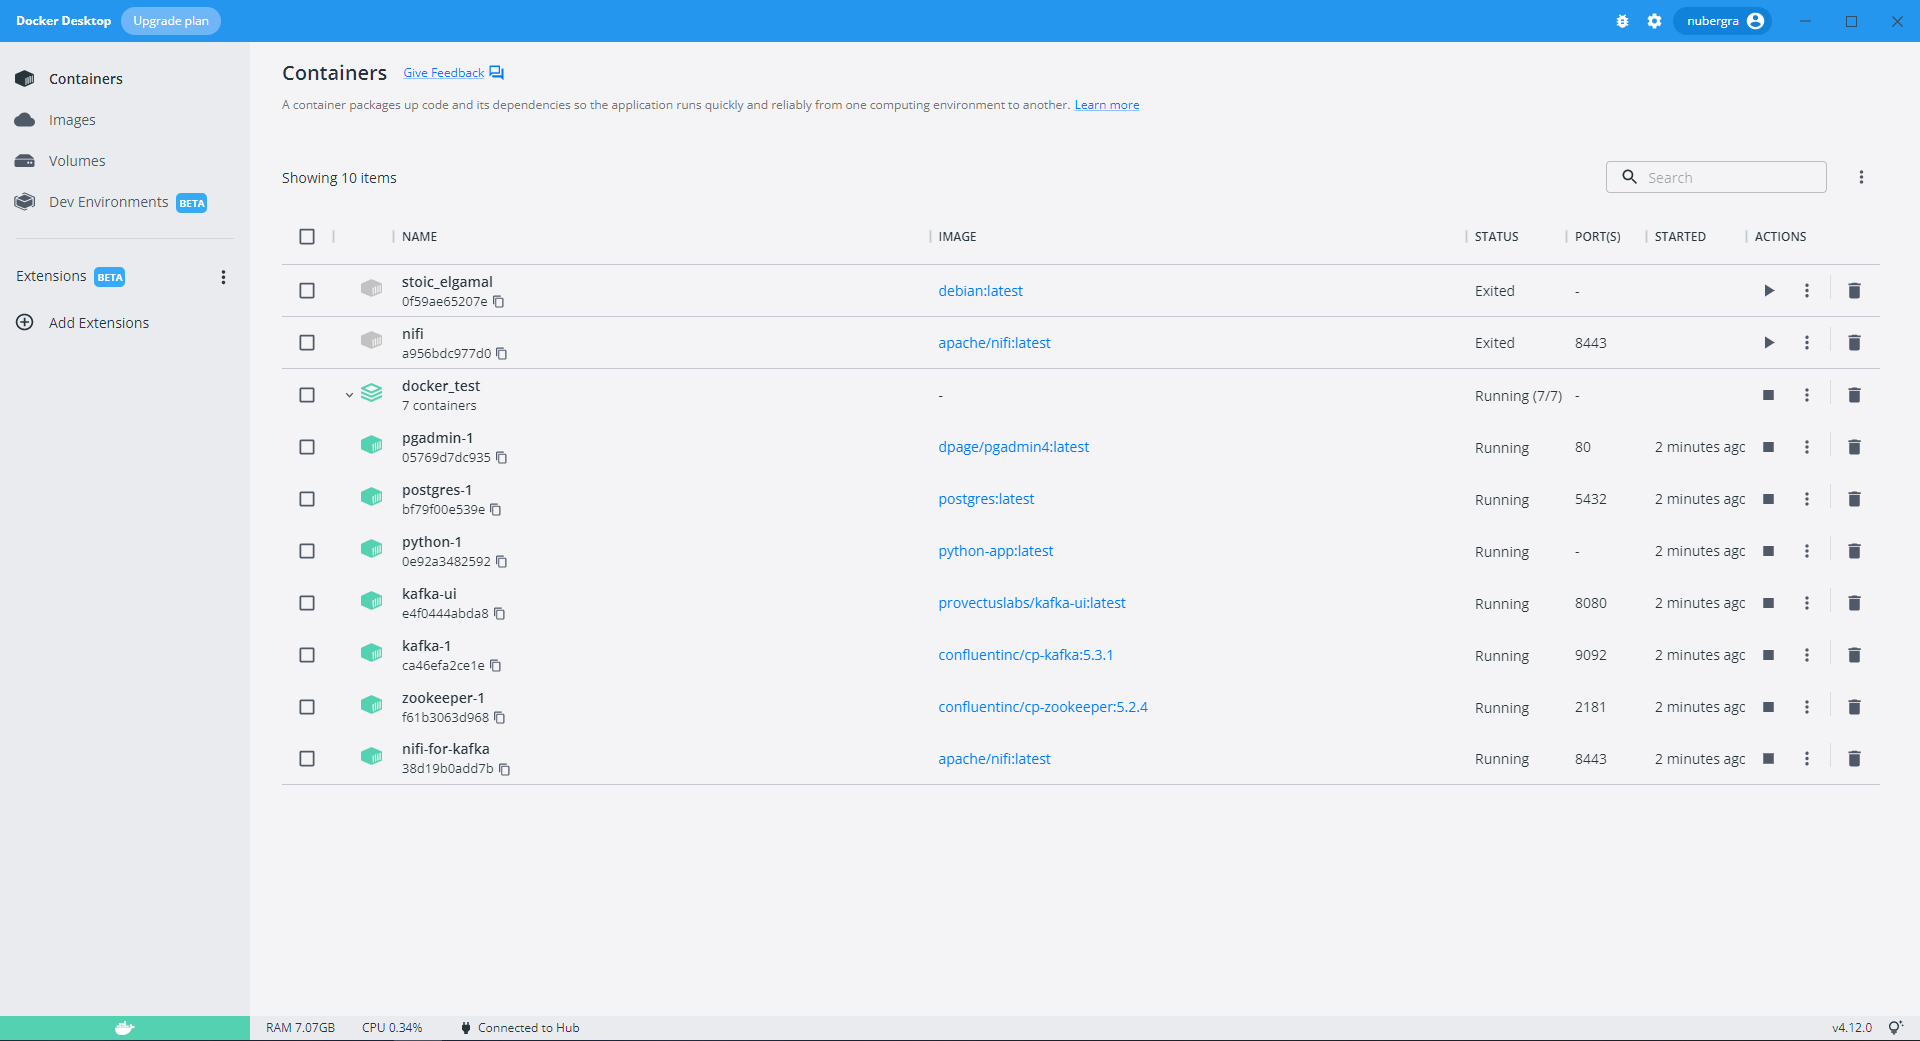 Docker Desktop Upgrade plan nubergra
Containers
Images
Volumes
Dev Environments BETA
Extensions BETA
Add Extensions
Containers Give Feedback
A container packages up code and its dependencies so the application runs quickly and reliably from one computing environment to another. Learn more
Showing 10 items Search
NAME IMAGE STATUS PORT(S) STARTED ACTIONS
stoic_elgamal
0f59ae65207e debian:latest Exited -
nifi
a956bdc977d0 apache/nifi:latest Exited 8443
docker_test
7 containers - Running (7/7) -
pgadmin-1
05769d7dc935 dpage/pgadmin4:latest Running 80 2 minutes agc
postgres-1
bf79f00e539e postgres:latest Running 5432 2 minutes agc
python-1
0e92a3482592 python-app:latest Running - 2 minutes agc
kafka-ui
e4f0444abda8 provectuslabs/kafka-ui:latest Running 8080 2 minutes agc
kafka-1
ca46efa2ce1e confluentinc/cp-kafka:5.3.1 Running 9092 2 minutes agc
zookeeper-1
f61b3063d968 confluentinc/cp-zookeeper:5.2.4 Running 2181 2 minutes agc
nifi-for-kafka
38d19b0add7b apache/nifi:latest Running 8443 2 minutes agc
RAM 7.07GB CPU 0.34% Connected to Hub v4.12.0